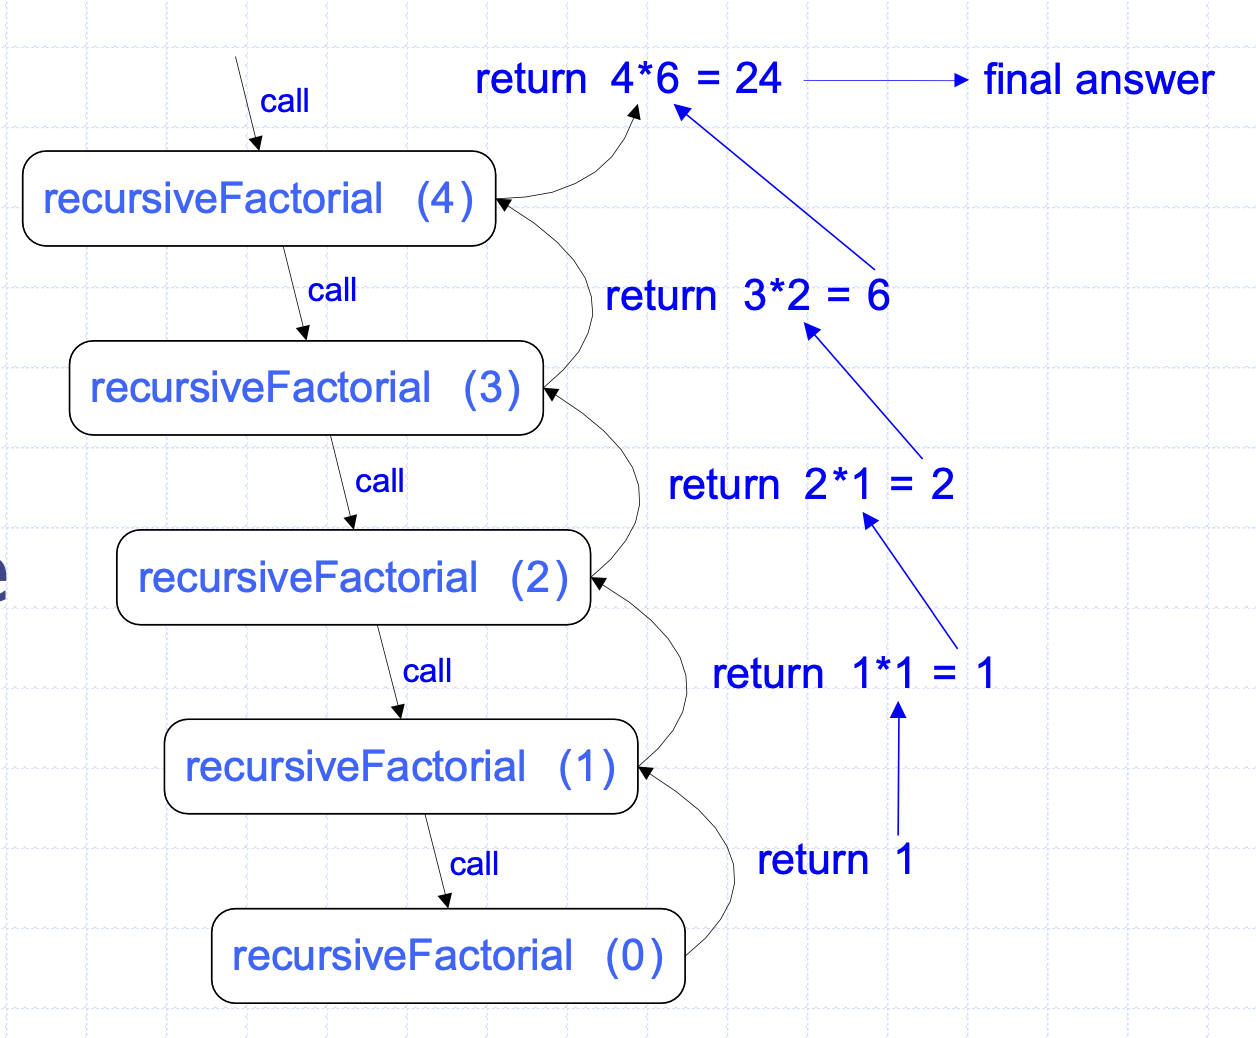 return 4*6 = 24
final answer
call
recursiveFactorial (4)
call
return 3*2 = 6
recursiveFactorial (3)
call
return 2*1 = 2
recursiveFactorial (2)
call
return 1*1 = 1
recursiveFactorial (1)
call
return 1
recursiveFactorial (0)